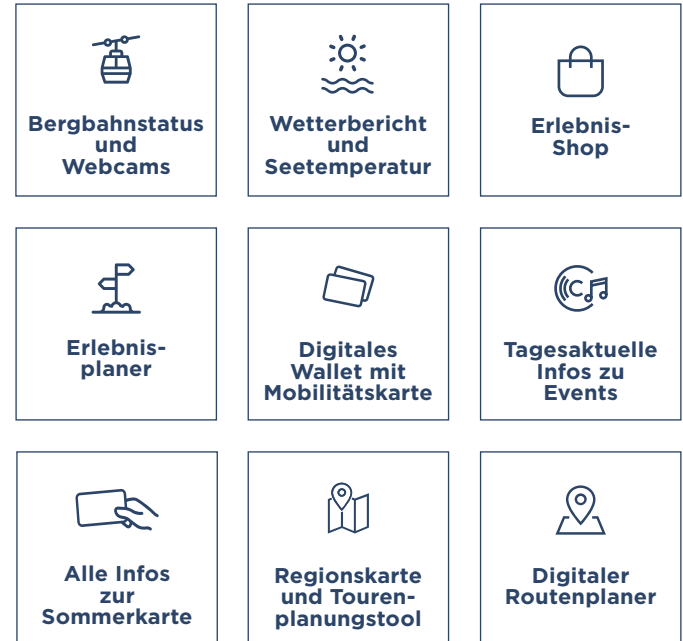 Bergbahnstatus
und
Webcams
Wetterbericht
und
Seetemperatur
Erlebnis-
Shop
Erlebnis-
planer
Digitales
Wallet mit
Mobilitätskarte
Tagesaktuelle
Infos zu
Events
Alle Infos
zur
Sommerkarte
Regionskarte
und Touren-
planungstool
Digitaler
Routenplaner